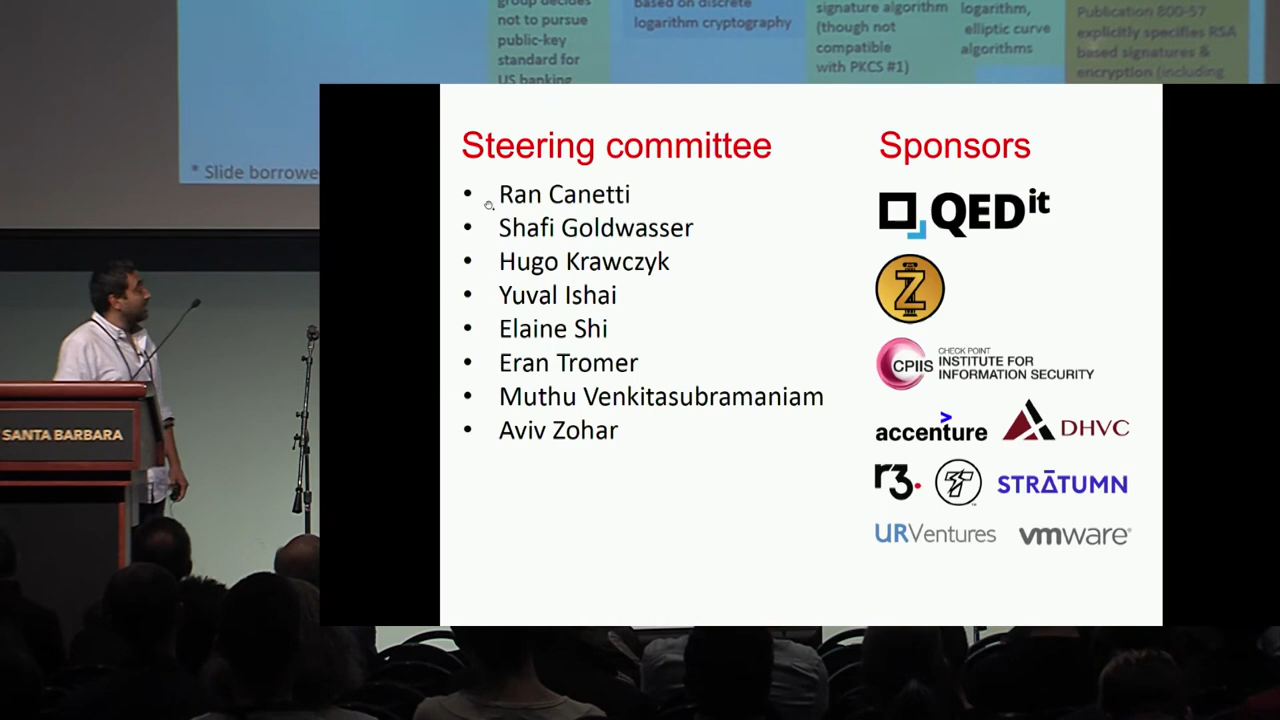 group decides
not to pursue
public-key
standard for
US banking
based on discrete
logarithm cryptography
signature algorithm
(though not
compatible
with PKCS #1)
logarithm,
elliptic curve
algorithms
Publication 800-57
explicitly specifies RSA
based signatures &
encryption (including
* Slide borrowe
SANTA BARBARA
Steering committee
• Ran Canetti
• Shafi Goldwasser
• Hugo Krawczyk
• Yuval Ishai
• Elaine Shi
• Eran Tromer
• Muthu Venkitasubramaniam
• Aviv Zohar
Sponsors
QEDit
Z
CPIIS
CHECK POINT
INSTITUTE FOR
INFORMATION SECURITY
accenture
DHVC
r3.
STRĀTUMN
URVentures
vmware